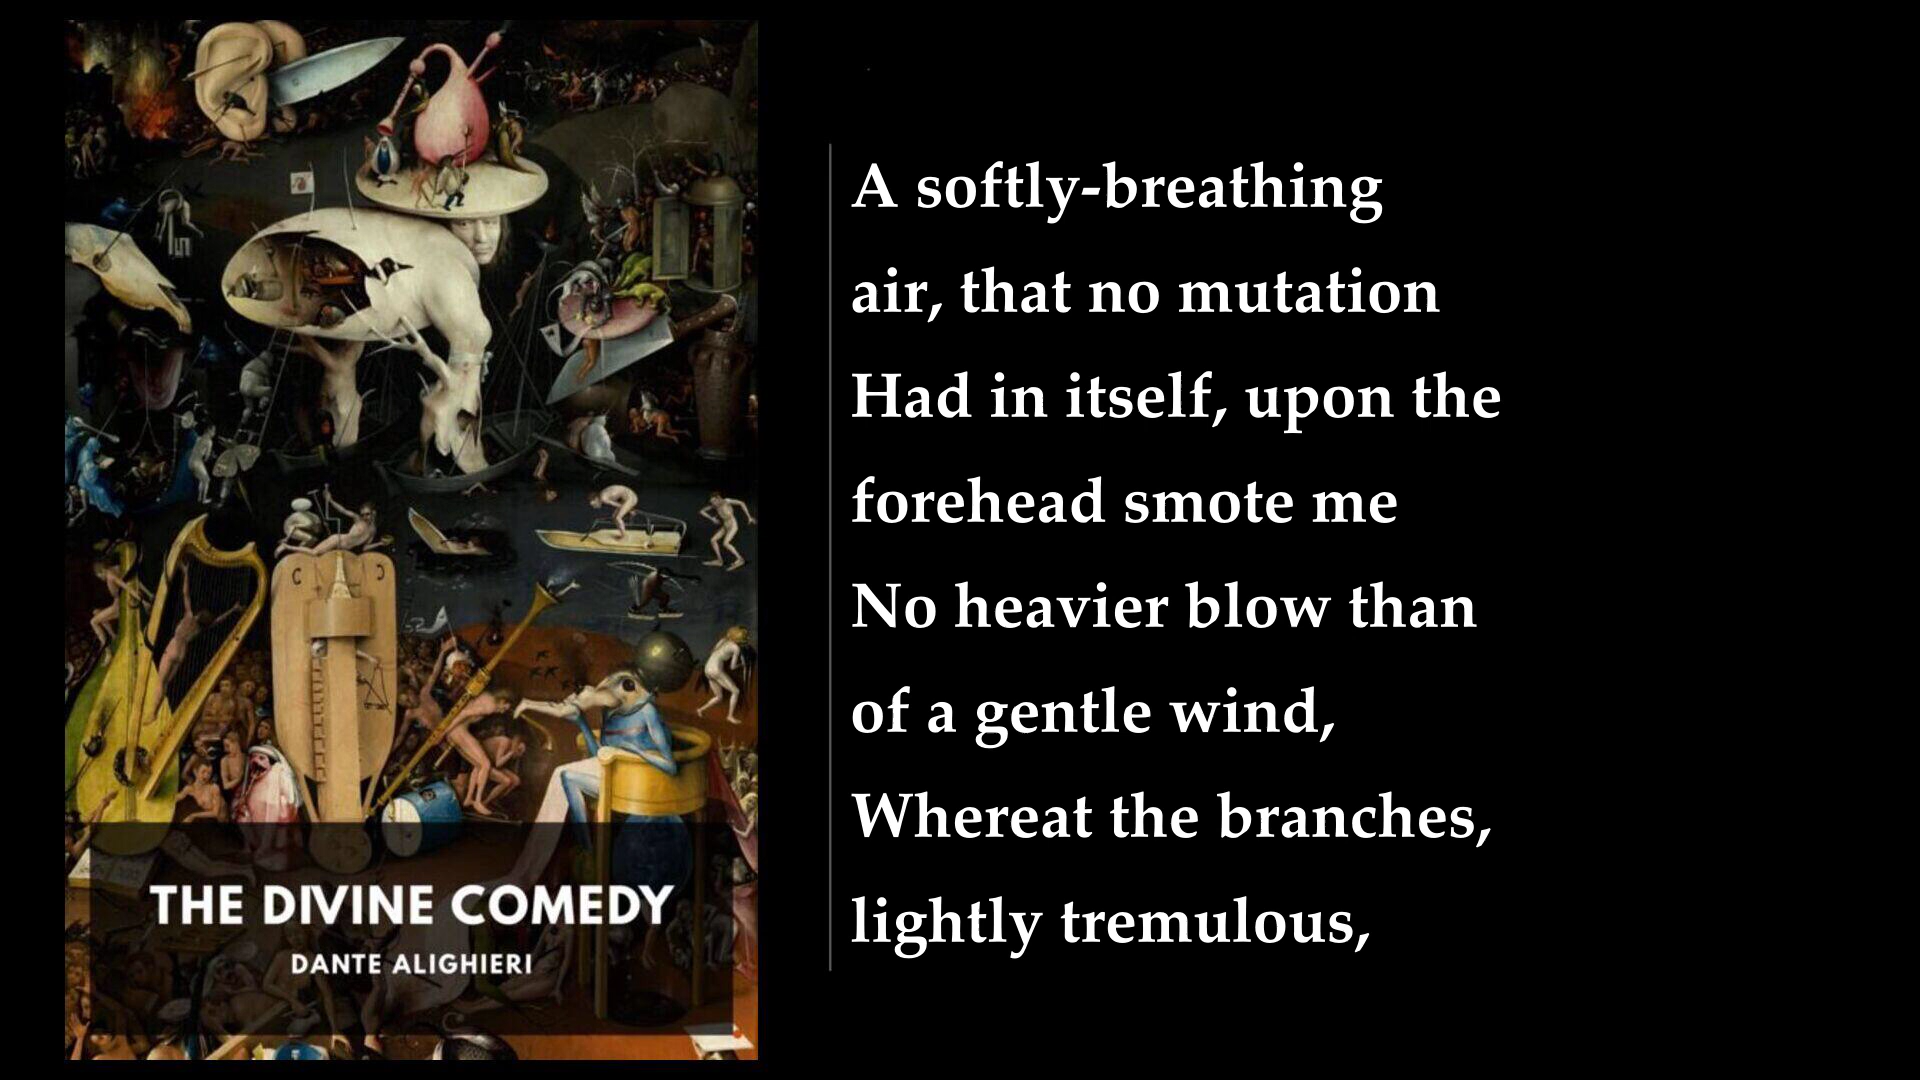 A softly-breathing
air, that no mutation
Had in itself, upon the
forehead smote me
No heavier blow than
of a gentle wind,
Whereat the branches,
lightly tremulous,
THE DIVINE COMEDY
DANTE ALIGHIERI